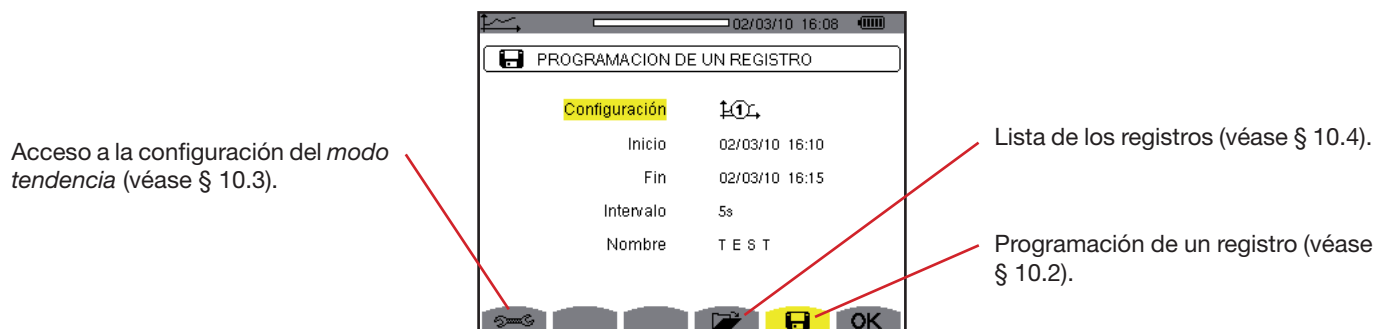 02/03/10 16:08
PROGRAMACION DE UN REGISTRO
Configuración 1
Inicio 02/03/10 16:10
Fin 02/03/10 16:15
Intervalo 5s
Nombre T E S T
OK
Acceso a la configuración del modo
tendencia (véase § 10.3).
Lista de los registros (véase § 10.4).
Programación de un registro (véase
§ 10.2).